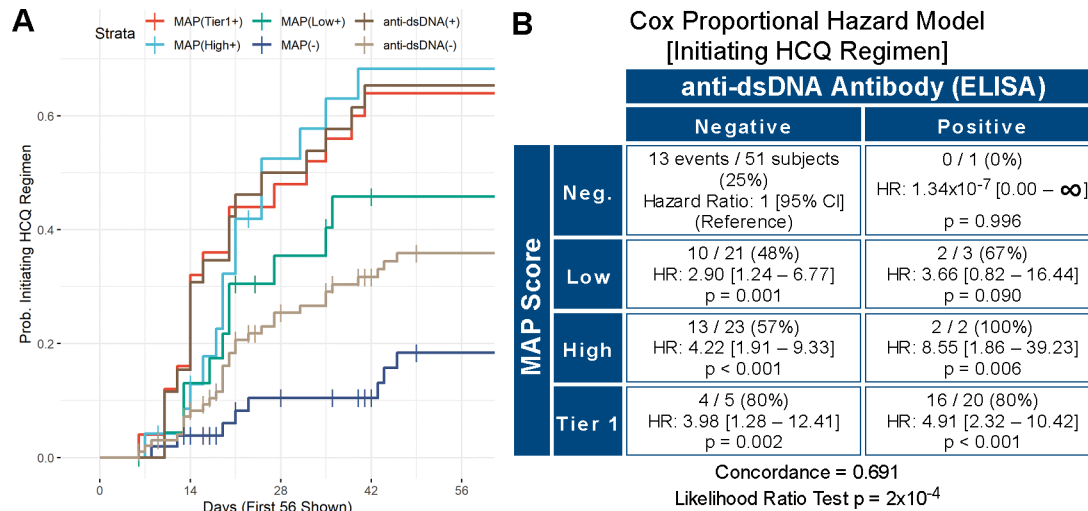 A
Strata
MAP(Tier1+)
MAP(Low+)
anti-dsDNA(+)
MAP(High+)
MAP(-)
anti-dsDNA(-)
Prob. Initiating HCQ Regimen
0.6
0.4
0.2
0.0
0
14
28
42
56
Days (First 56 Shown)
B
Cox Proportional Hazard Model
[Initiating HCQ Regimen]
anti-dsDNA Antibody (ELISA)
Negative
Positive
MAP Score
Neg.
13 events / 51 subjects
(25%)
Hazard Ratio: 1 [95% CI]
(Reference)
0 / 1 (0%)
HR: 1.34x10⁻⁷ [0.00 – ∞]
p = 0.996
Low
10 / 21 (48%)
HR: 2.90 [1.24 – 6.77]
p = 0.001
2 / 3 (67%)
HR: 3.66 [0.82 – 16.44]
p = 0.090
High
13 / 23 (57%)
HR: 4.22 [1.91 – 9.33]
p < 0.001
2 / 2 (100%)
HR: 8.55 [1.86 – 39.23]
p = 0.006
Tier 1
4 / 5 (80%)
HR: 3.98 [1.28 – 12.41]
p = 0.002
16 / 20 (80%)
HR: 4.91 [2.32 – 10.42]
p < 0.001
Concordance = 0.691
Likelihood Ratio Test p = 2x10⁻⁴